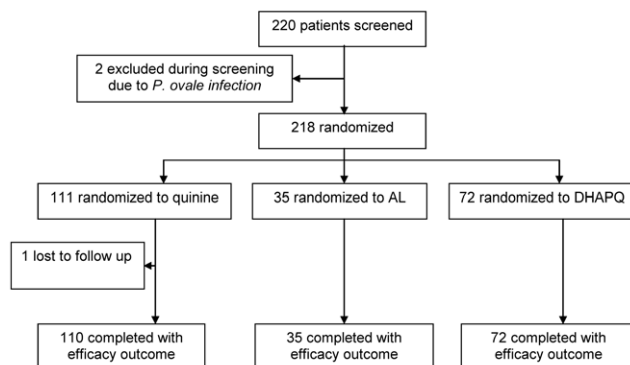 220 patients screened
2 excluded during screening
due to P. ovale infection
218 randomized
111 randomized to quinine
35 randomized to AL
72 randomized to DHAPQ
1 lost to follow up
110 completed with
efficacy outcome
35 completed with
efficacy outcome
72 completed with
efficacy outcome